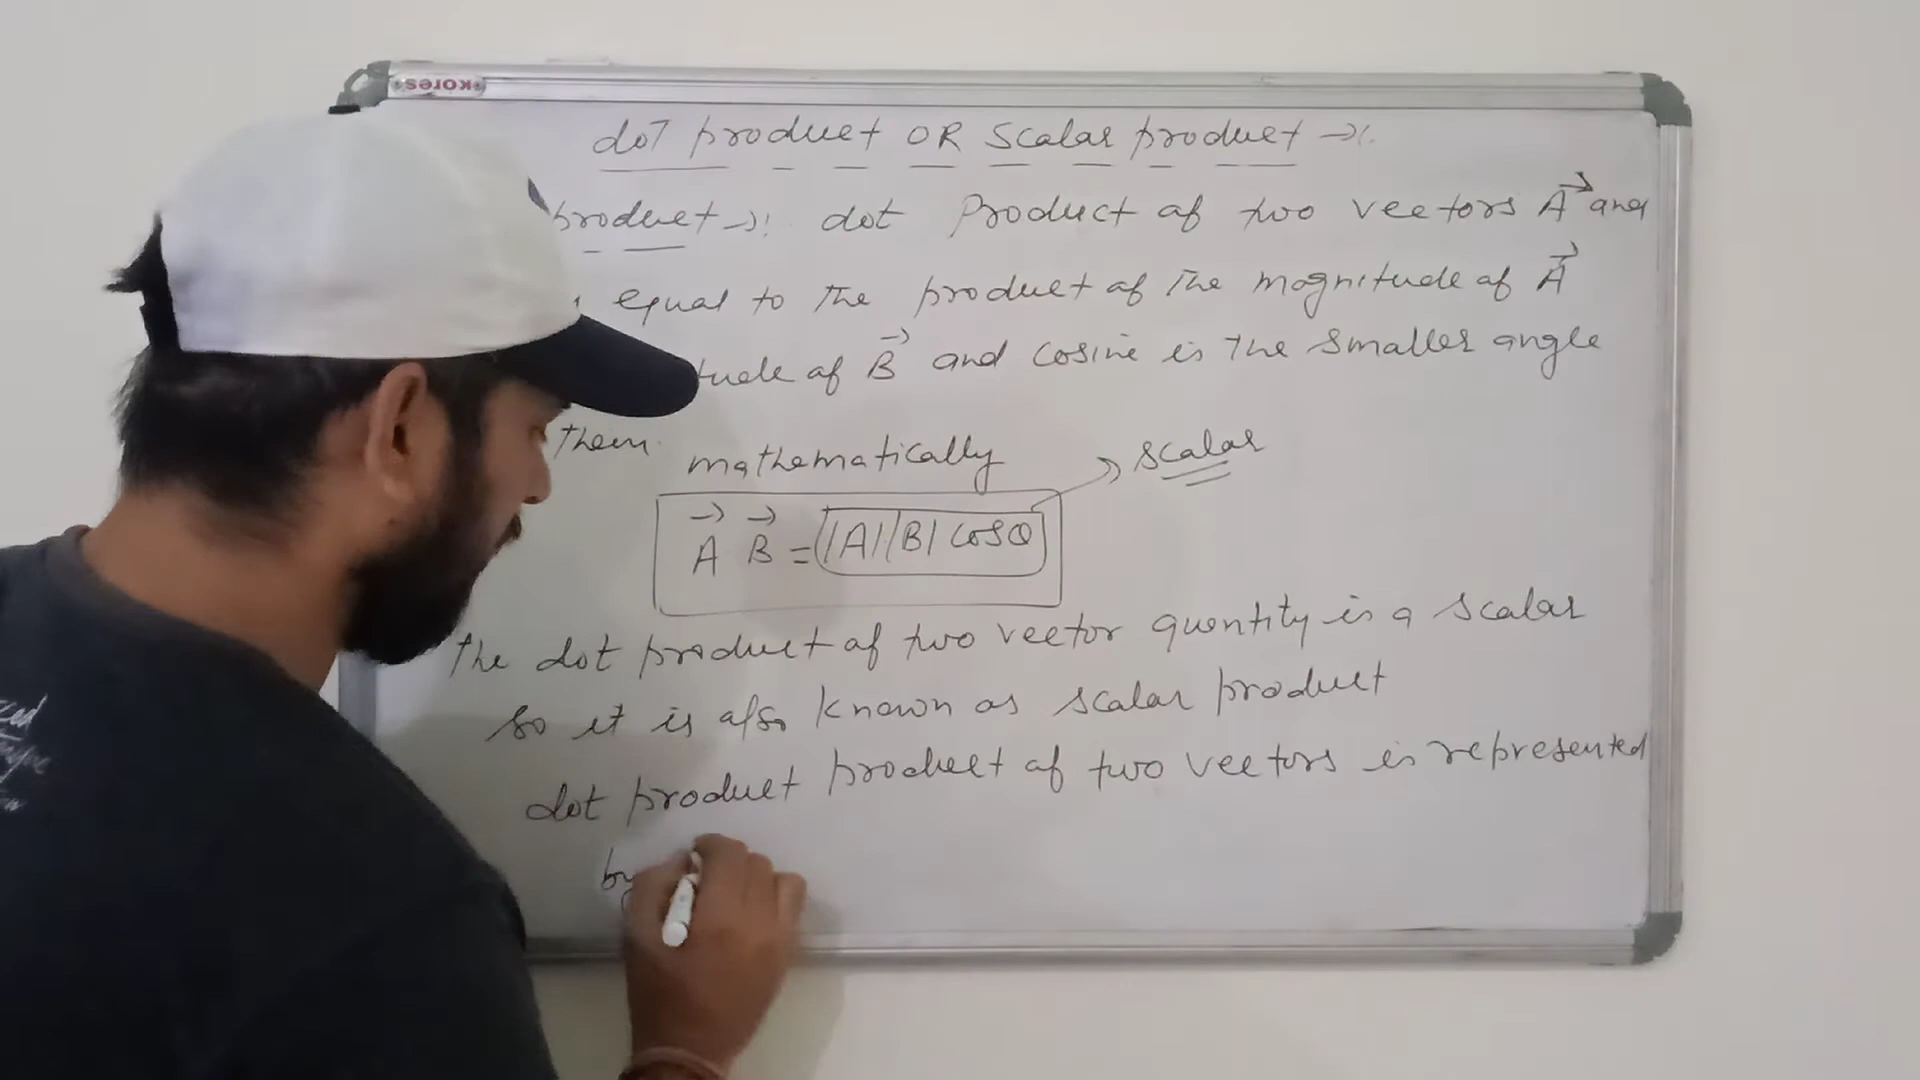 KORES
dot product OR Scalar product →:
product →: dot Product of two vectors A⃗ and
equal to the product of the magnitude of A⃗
tude of B⃗ and cosine is the smaller angle
them. mathematically → scalar
A⃗ B⃗ = |A| |B| cosθ
The dot product of two vector quantity is a scalar
so it is also known as scalar product
dot product product of two vectors is represented
by